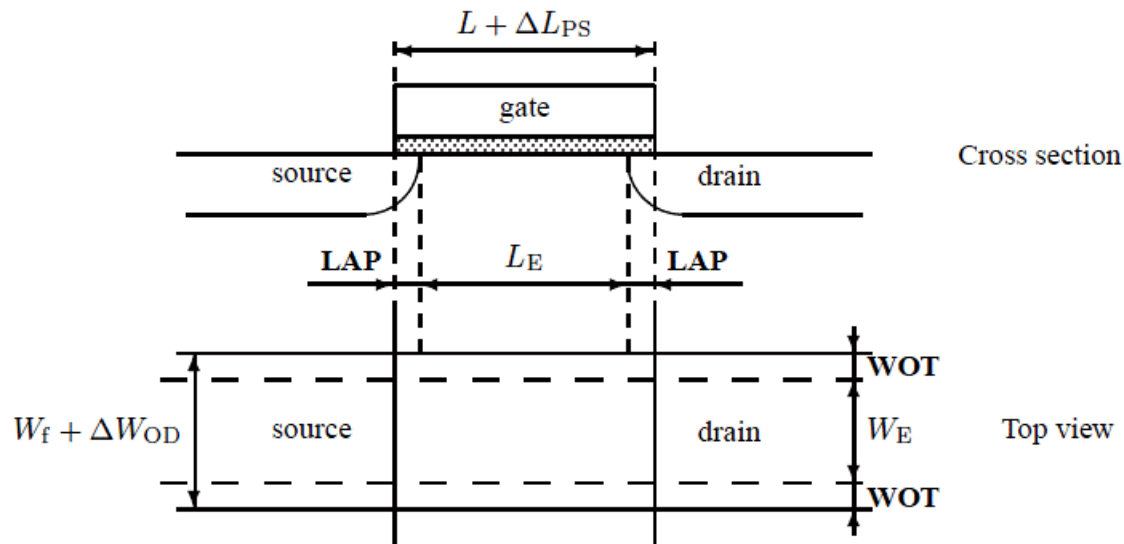 L + ΔL_PS
gate
source
drain
Cross section
LAP
L_E
LAP
WOT
W_f + ΔW_OD
source
drain
W_E
Top view
WOT